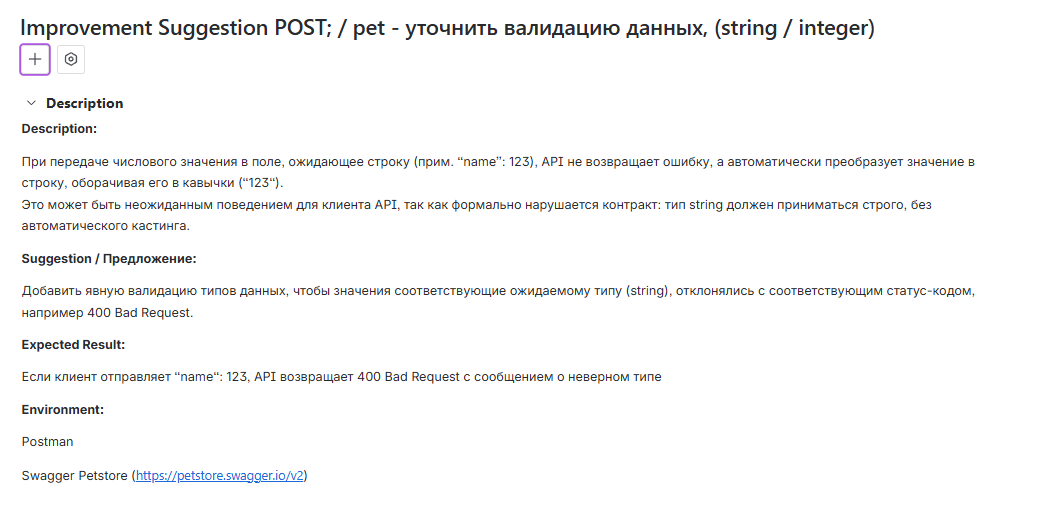 Improvement Suggestion POST; / pet - уточнить валидацию данных, (string / integer)
Description
Description:
При передаче числового значения в поле, ожидающее строку (прим. “name”: 123), API не возвращает ошибку, а автоматически преобразует значение в
строку, оборачивая его в кавычки (“123“).
Это может быть неожиданным поведением для клиента API, так как формально нарушается контракт: тип string должен приниматься строго, без
автоматического кастинга.
Suggestion / Предложение:
Добавить явную валидацию типов данных, чтобы значения соответствующие ожидаемому типу (string), отклонялись с соответствующим статус-кодом,
например 400 Bad Request.
Expected Result:
Если клиент отправляет “name“: 123, API возвращает 400 Bad Request с сообщением о неверном типе
Environment:
Postman
Swagger Petstore (https://petstore.swagger.io/v2)